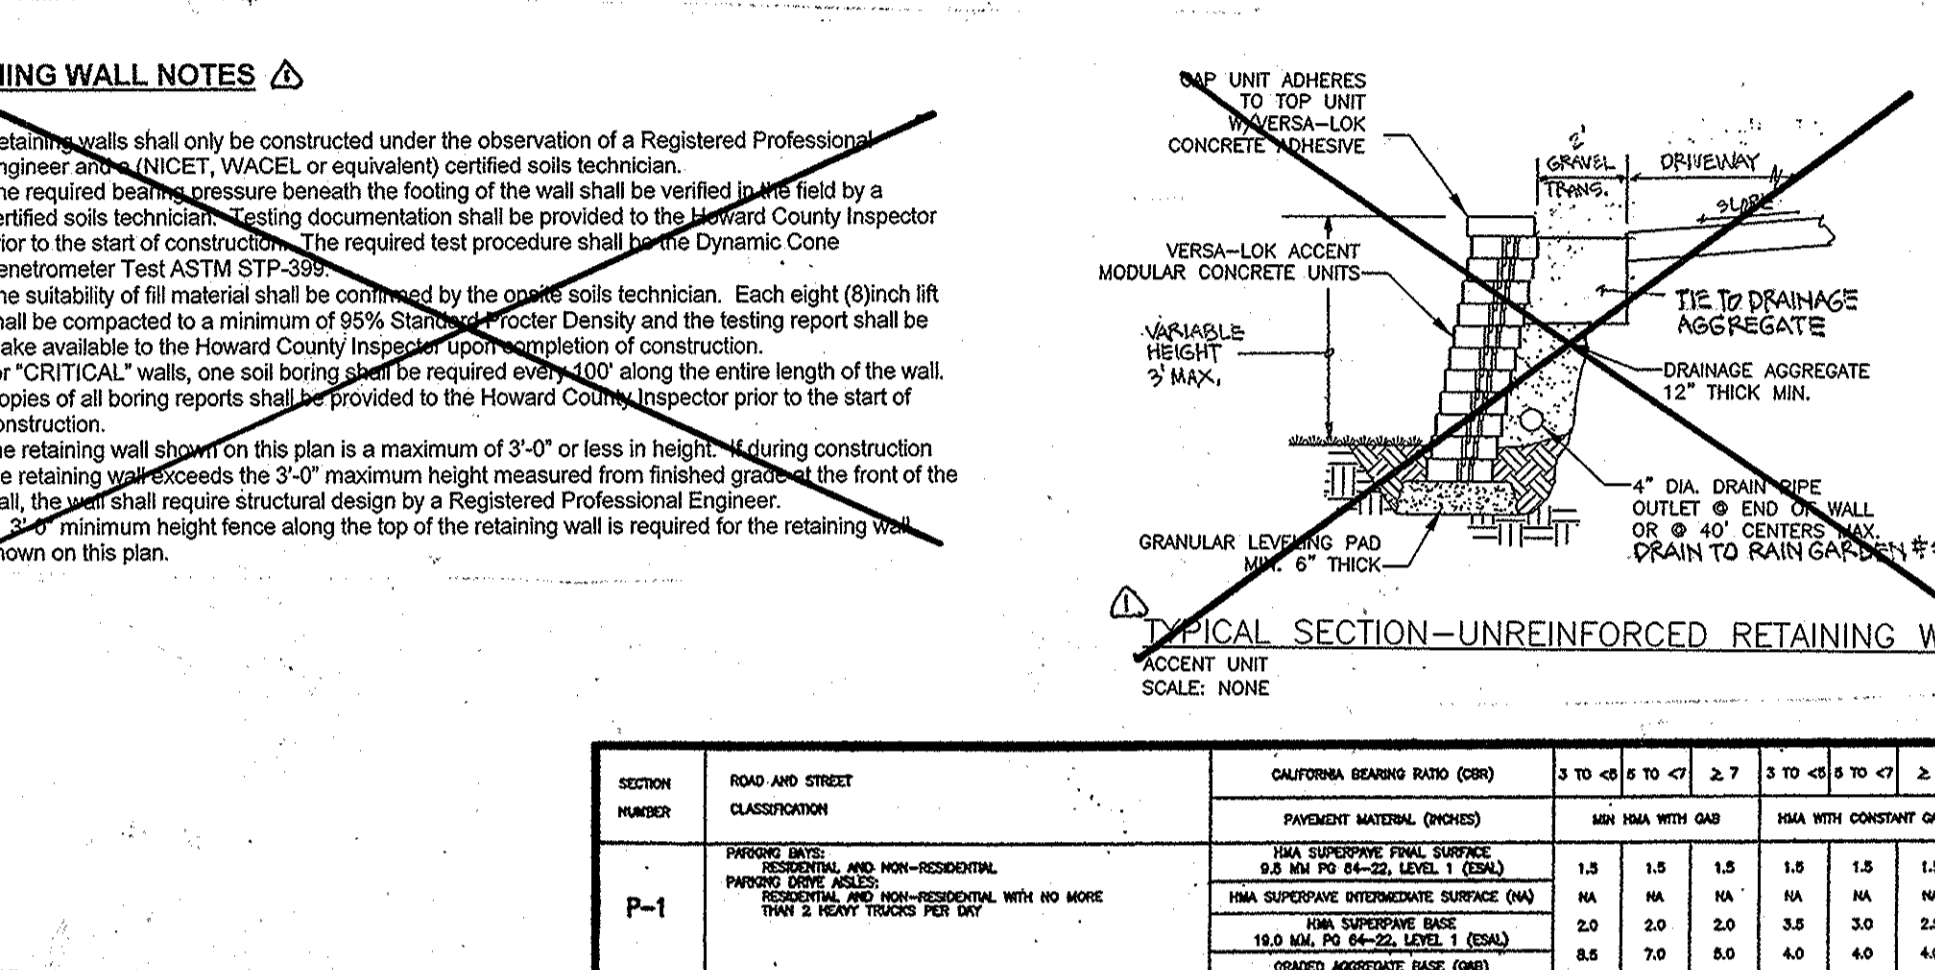 NING WALL NOTES 1
etaining walls shall only be constructed under the observation of a Registered Professional
ngineer and a (NICET, WACEL or equivalent) certified soils technician.
he required bearing pressure beneath the footing of the wall shall be verified in the field by a
ertified soils technician. Testing documentation shall be provided to the Howard County Inspector
rior to the start of construction. The required test procedure shall be the Dynamic Cone
enetrometer Test ASTM STP-399.
he suitability of fill material shall be confirmed by the onsite soils technician. Each eight (8)inch lift
hall be compacted to a minimum of 95% Standard Procter Density and the testing report shall be
ake available to the Howard County Inspector upon completion of construction.
or "CRITICAL" walls, one soil boring shall be required every 100' along the entire length of the wall.
opies of all boring reports shall be provided to the Howard County Inspector prior to the start of
onstruction.
he retaining wall shown on this plan is a maximum of 3'-0" or less in height. If during construction
e retaining wall exceeds the 3'-0" maximum height measured from finished grade at the front of the
all, the wall shall require structural design by a Registered Professional Engineer.
3'-0" minimum height fence along the top of the retaining wall is required for the retaining wall
hown on this plan.
CAP UNIT ADHERES
TO TOP UNIT
W/VERSA-LOK
CONCRETE ADHESIVE
2'
GRAVEL
TRANS.
DRIVEWAY
SLOPE
VERSA-LOK ACCENT
MODULAR CONCRETE UNITS
VARIABLE
HEIGHT
3' MAX.
TIE TO DRAINAGE
AGGREGATE
DRAINAGE AGGREGATE
12" THICK MIN.
4" DIA. DRAIN PIPE
OUTLET @ END OF WALL
OR @ 40' CENTERS MAX.
DRAIN TO RAIN GARDEN #
GRANULAR LEVELING PAD
MIN. 6" THICK
1
TYPICAL SECTION-UNREINFORCED RETAINING W
ACCENT UNIT
SCALE: NONE
SECTION
NUMBER
ROAD AND STREET
CLASSIFICATION
CALIFORNIA BEARING RATIO (CBR) 3 TO <5 5 TO <7 ≥ 7 3 TO <5 5 TO <7 ≥
PAVEMENT MATERIAL (INCHES) MIN HMA WITH GAB HMA WITH CONSTANT GA
P-1
PARKING BAYS:
RESIDENTIAL AND NON-RESIDENTIAL
PARKING DRIVE AISLES:
RESIDENTIAL AND NON-RESIDENTIAL WITH NO MORE
THAN 2 HEAVY TRUCKS PER DAY
HMA SUPERPAVE FINAL SURFACE
9.5 MM PG 64-22, LEVEL 1 (ESAL) 1.5 1.5 1.5 1.5 1.5 1.5
HMA SUPERPAVE INTERMEDIATE SURFACE (NA) NA NA NA NA NA NA
HMA SUPERPAVE BASE
19.0 MM, PG 64-22, LEVEL 1 (ESAL) 2.0 2.0 2.0 3.5 3.0 2.
GRADED AGGREGATE BASE (GAB) 8.5 7.0 5.0 4.0 4.0 4.0